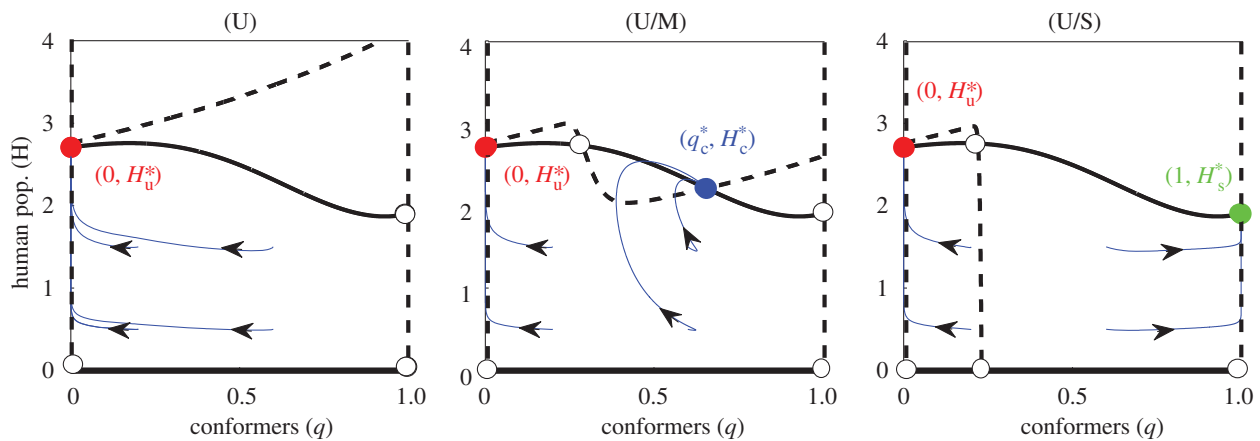 (U)
human pop. (H)
4
3
2
1
0
(0, H*u)
0
0.5
1.0
conformers (q)
(U/M)
4
3
2
1
0
(0, H*u)
(q*c, H*c)
0
0.5
1.0
conformers (q)
(U/S)
4
3
2
1
0
(0, H*u)
(1, H*s)
0
0.5
1.0
conformers (q)